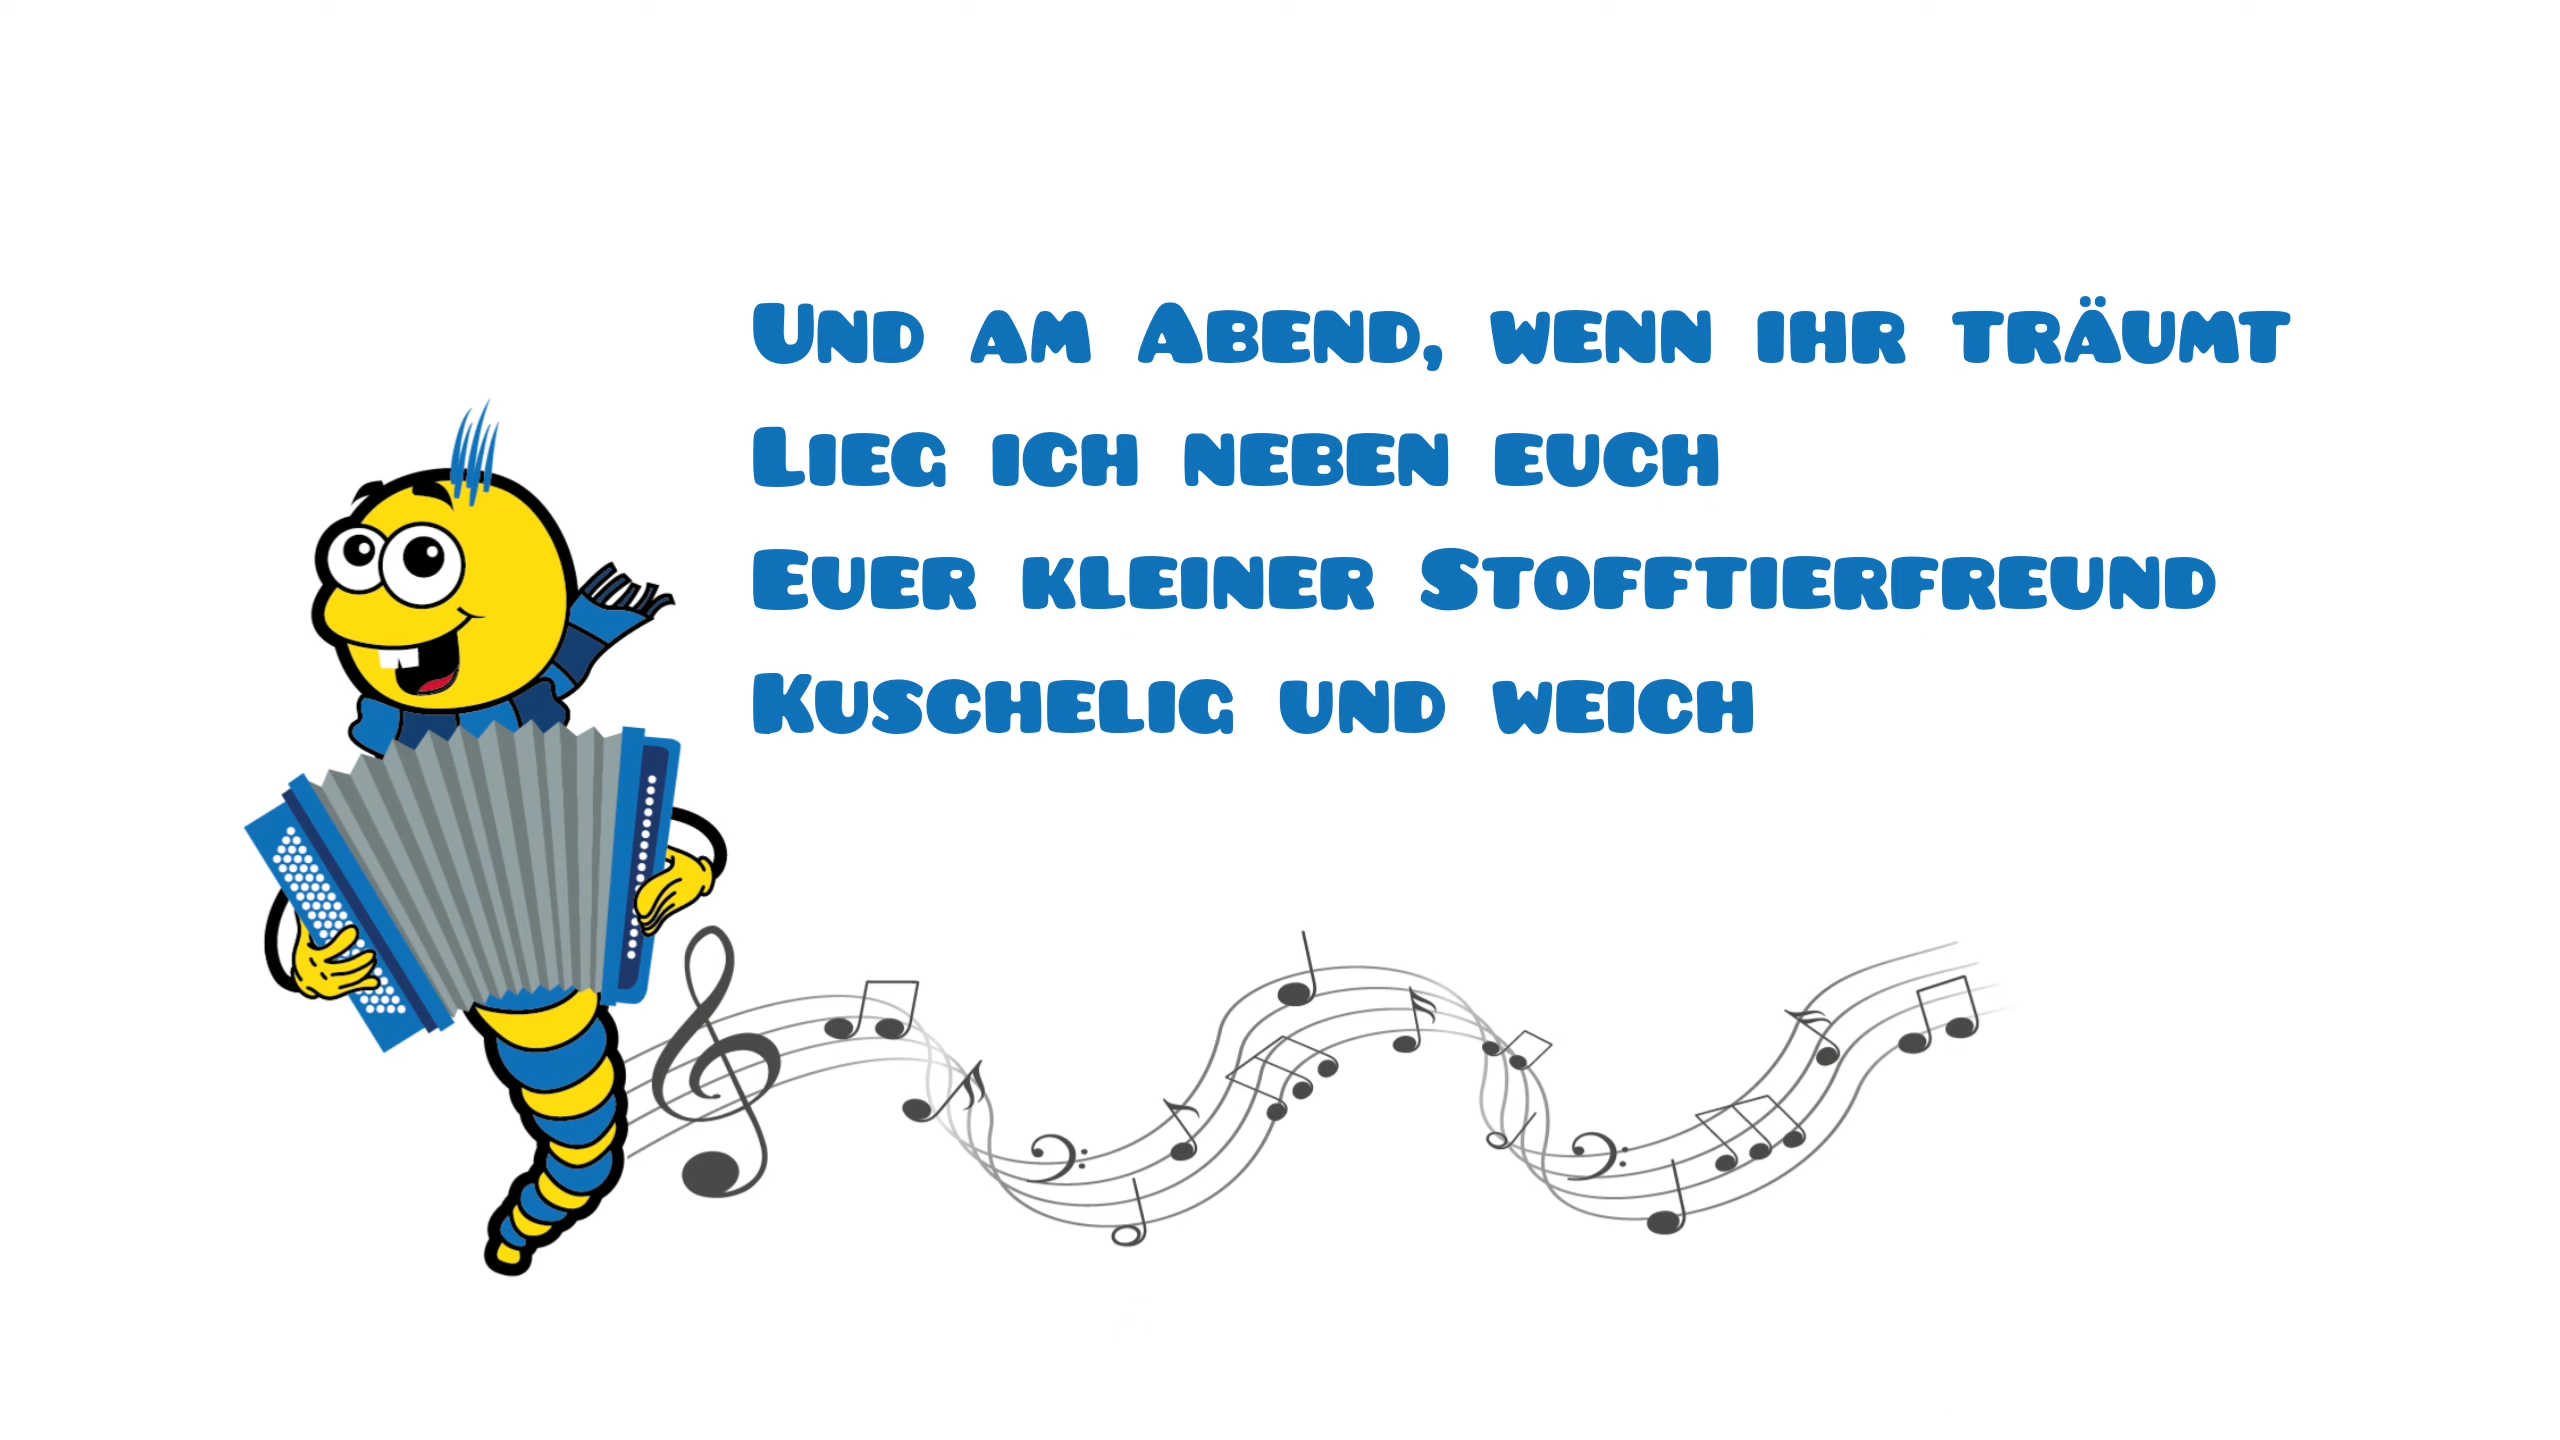 Und am Abend, wenn ihr träumt
Lieg ich neben euch
Euer kleiner Stofftierfreund
Kuschelig und weich